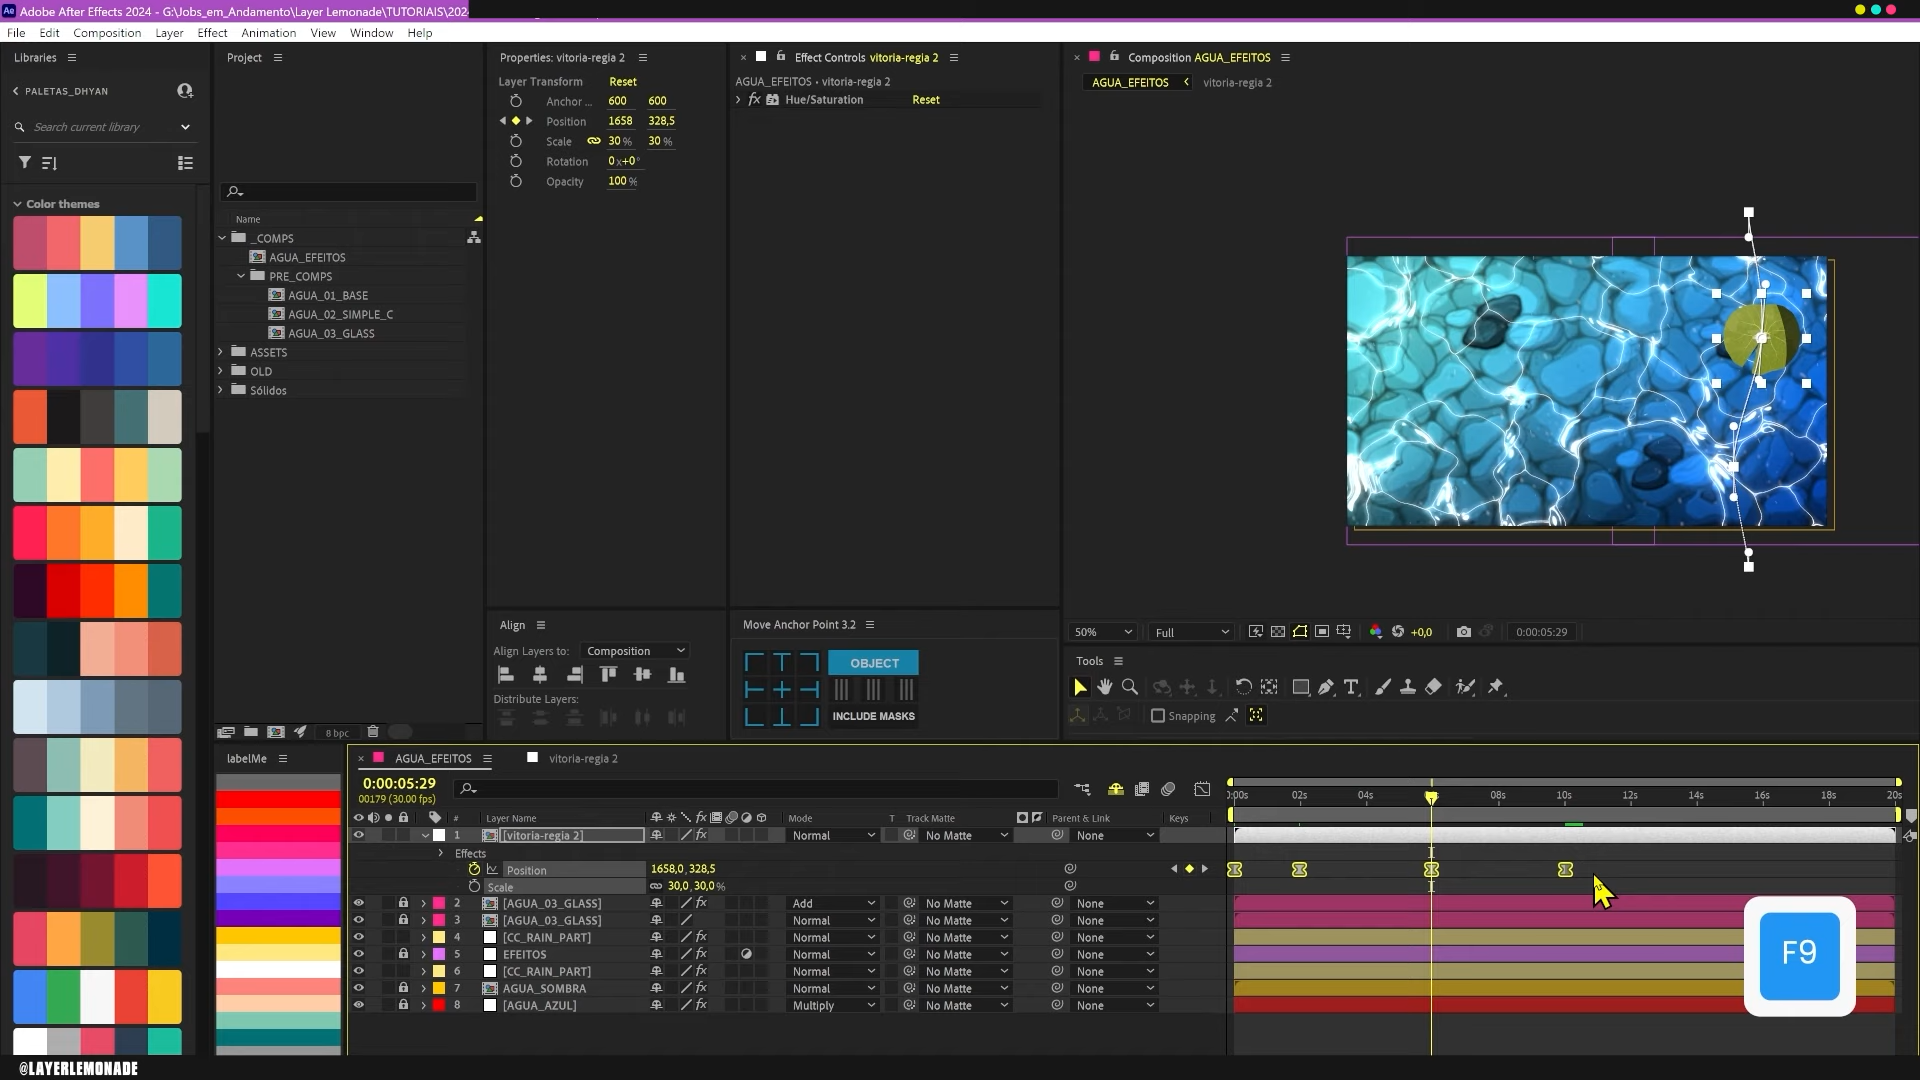 Adobe After Effects 2024 - G:\Jobs_em_Andamento\Layer Lemonade\TUTORIAIS\202
File Edit Composition Layer Effect Animation View Window Help
Libraries
PALETAS_DHYAN
Search current library
Color themes
Project
Name
_COMPS
AGUA_EFEITOS
PRE_COMPS
AGUA_01_BASE
AGUA_02_SIMPLE_C
AGUA_03_GLASS
ASSETS
OLD
Sólidos
8 bpc
Properties: vitoria-regia 2
Layer Transform Reset
Anchor ... 600 600
Position 1658 328,5
Scale 30 % 30 %
Rotation 0x+0°
Opacity 100 %
Align
Align Layers to: Composition
Distribute Layers:
Effect Controls vitoria-regia 2
AGUA_EFEITOS • vitoria-regia 2
fx Hue/Saturation Reset
Move Anchor Point 3.2
OBJECT
INCLUDE MASKS
Composition AGUA_EFEITOS
AGUA_EFEITOS vitoria-regia 2
50% Full +0,0 0:00:05:29
Tools
Snapping
labelMe
AGUA_EFEITOS vitoria-regia 2
0:00:05:29
00179 (30.00 fps)
:00s 02s 04s 08s 10s 12s 14s 16s 18s 20s
# Layer Name fx Mode T Track Matte Parent & Link Keys
1 [vitoria-regia 2] fx Normal No Matte None
Effects
Position 1658,0,328,5
Scale 30,0,30,0%
2 [AGUA_03_GLASS] fx Add No Matte None
3 [AGUA_03_GLASS] Normal No Matte None
4 [CC_RAIN_PART] fx Normal No Matte None
5 EFEITOS fx Normal No Matte None
6 [CC_RAIN_PART] fx Normal No Matte None
7 AGUA_SOMBRA fx Normal No Matte None
8 [AGUA_AZUL] fx Multiply No Matte None
F9
@LAYERLEMONADE